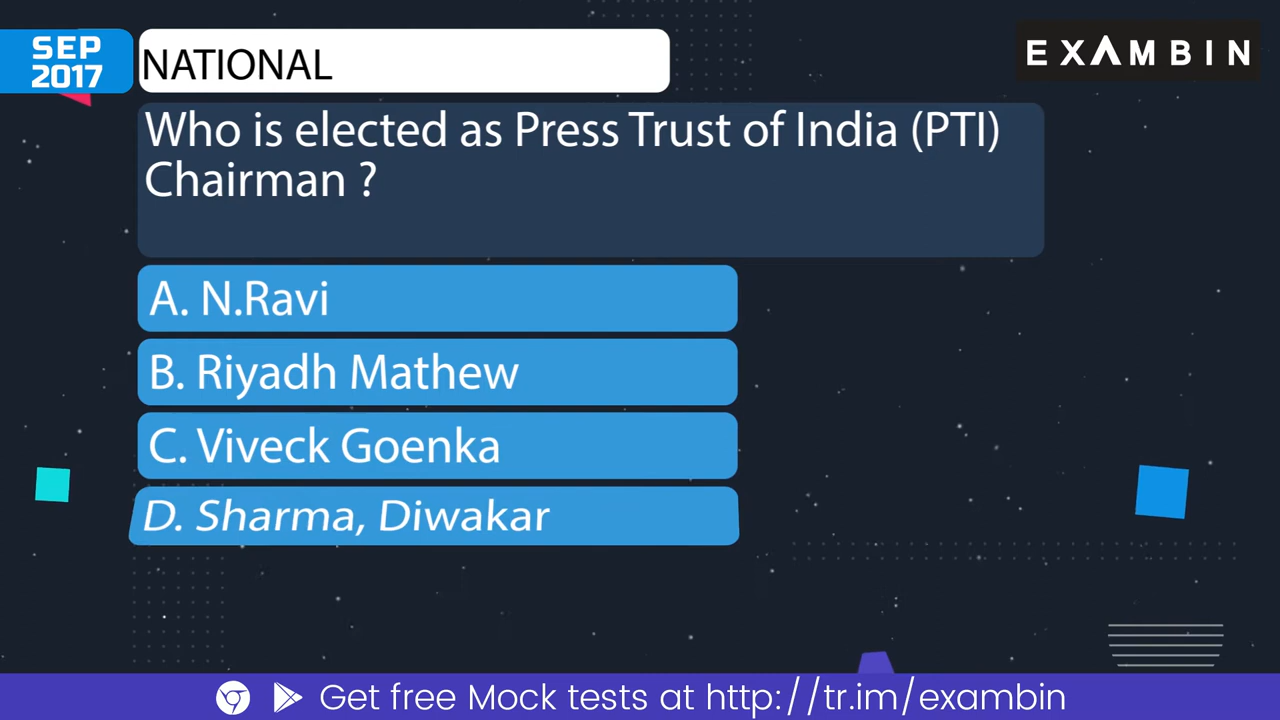 SEP
2017
NATIONAL
EXAMBIN
Who is elected as Press Trust of India (PTI)
Chairman ?
A. N.Ravi
B. Riyadh Mathew
C. Viveck Goenka
D. Sharma, Diwakar
Get free Mock tests at http://tr.im/exambin